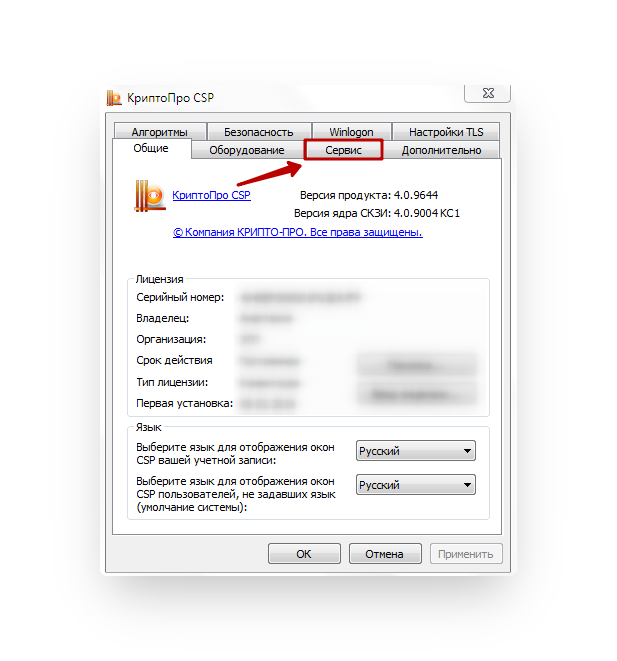 КриптоПро CSP
Алгоритмы Безопасность Winlogon Настройки TLS
Общие Оборудование Сервис Дополнительно
КриптоПро CSP Версия продукта: 4.0.9644
Версия ядра СКЗИ: 4.0.9004 КС1
© Компания КРИПТО-ПРО. Все права защищены.
Лицензия
Серийный номер:
Владелец:
Организация:
Срок действия
Тип лицензии:
Первая установка:
Язык
Выберите язык для отображения окон
CSP вашей учетной записи:
Русский
Выберите язык для отображения окон
CSP пользователей, не задавших язык
(умолчание системы):
Русский
ОК Отмена Применить